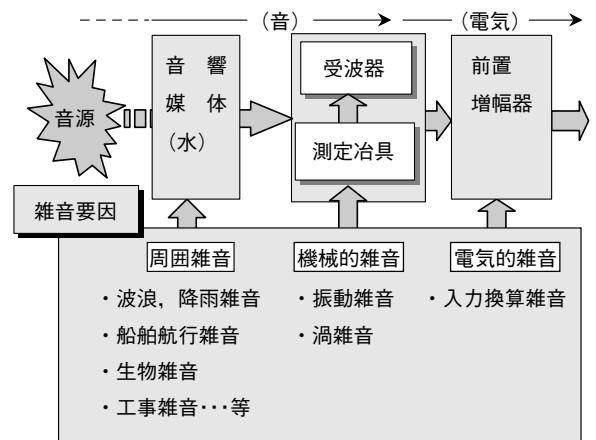 （音）
（電気）
音源
音響
媒体
（水）
受波器
測定冶具
前置
増幅器
雑音要因
周囲雑音
・波浪，降雨雑音
・船舶航行雑音
・生物雑音
・工事雑音･･･等
機械的雑音
・振動雑音
・渦雑音
電気的雑音
・入力換算雑音